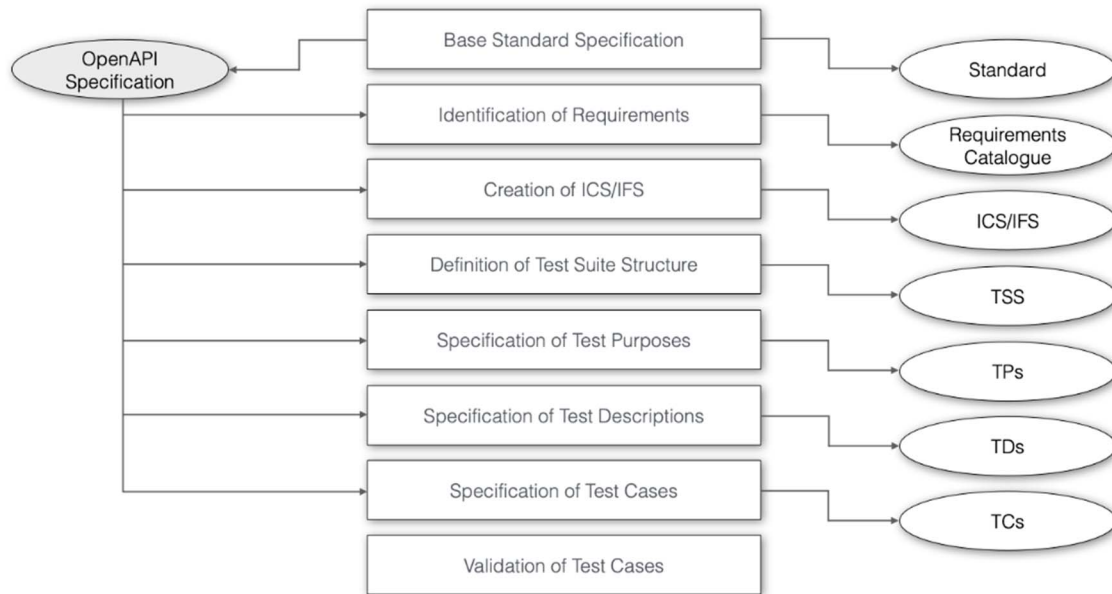 Base Standard Specification
OpenAPI
Specification
Standard
Identification of Requirements
Requirements
Catalogue
Creation of ICS/IFS
ICS/IFS
Definition of Test Suite Structure
TSS
Specification of Test Purposes
TPs
Specification of Test Descriptions
TDs
Specification of Test Cases
TCs
Validation of Test Cases